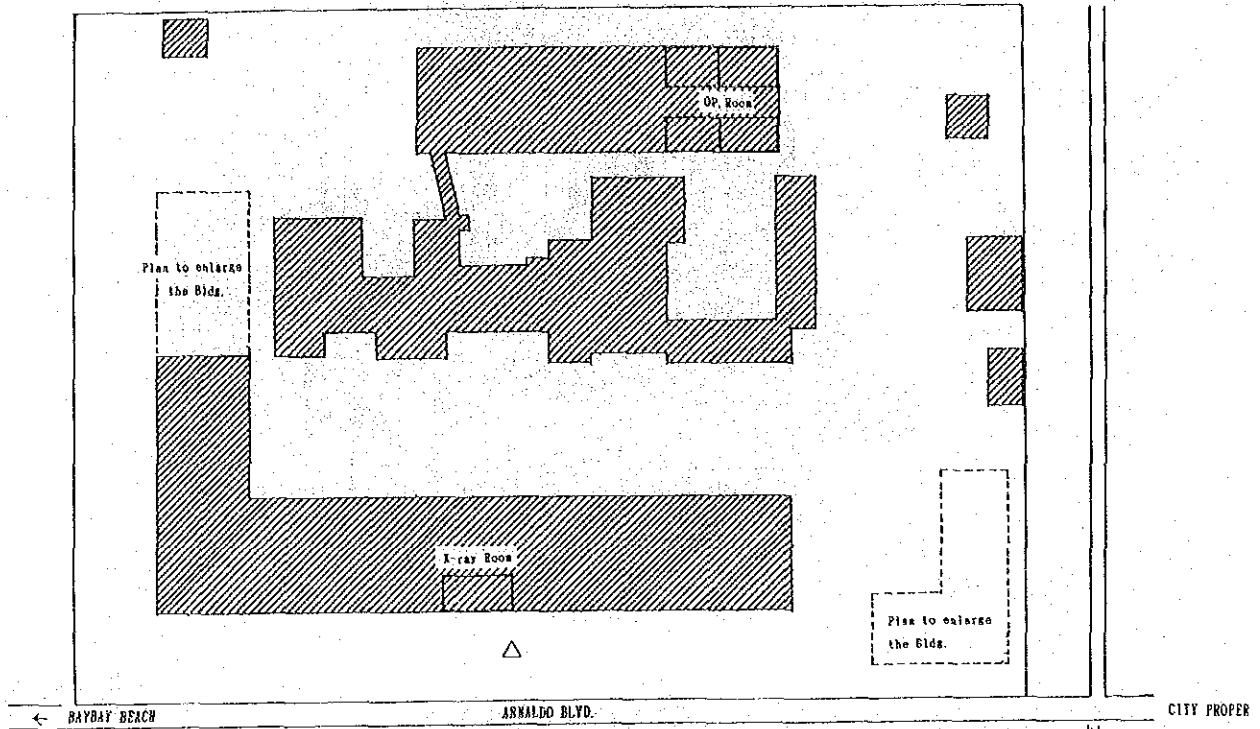 OP. Room
Plan to enlarge
the Bldg.
X-ray Room
Plan to enlarge
the Bldg.
← BAYBAY BEACH
ARNALDO BLVD.
CITY PROPER